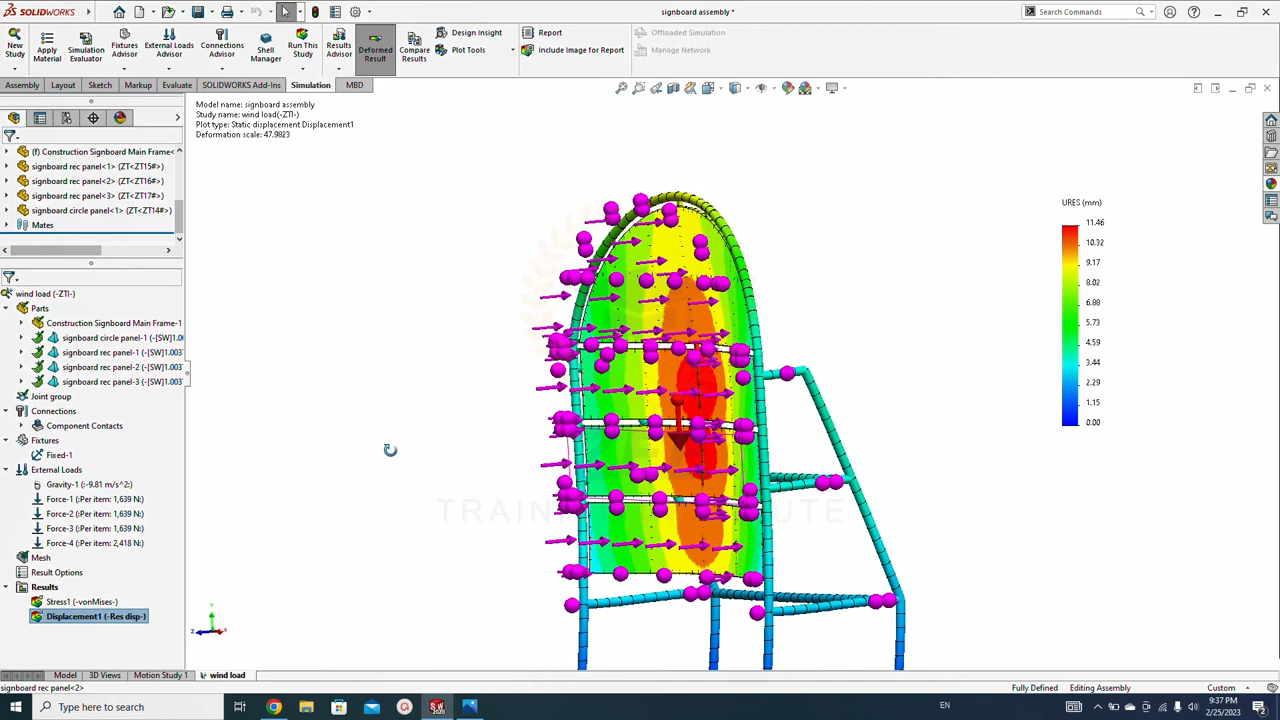 SOLIDWORKS
signboard assembly *
Search Commands
New Study
Apply Material
Simulation Evaluator
Fixtures Advisor
External Loads Advisor
Connections Advisor
Shell Manager
Run This Study
Results Advisor
Deformed Result
Compare Results
Design Insight
Plot Tools
Report
Include Image for Report
Offloaded Simulation
Manage Network
Assembly Layout Sketch Markup Evaluate SOLIDWORKS Add-Ins Simulation MBD
Model name: signboard assembly
Study name: wind load(-ZTI-)
Plot type: Static displacement Displacement1
Deformation scale: 47.9823
(f) Construction Signboard Main Frame<
signboard rec panel<1> (ZT<ZT15#>)
signboard rec panel<2> (ZT<ZT16#>)
signboard rec panel<3> (ZT<ZT17#>)
signboard circle panel<1> (ZT<ZT14#>)
Mates
wind load (-ZTI-)
Parts
Construction Signboard Main Frame-1
signboard circle panel-1 (-[SW]1.00
signboard rec panel-1 (-[SW]1.003
signboard rec panel-2 (-[SW]1.003
signboard rec panel-3 (-[SW]1.003
Joint group
Connections
Component Contacts
Fixtures
Fixed-1
External Loads
Gravity-1 (:-9.81 m/s^2:)
Force-1 (:Per item: 1,639 N:)
Force-2 (:Per item: 1,639 N:)
Force-3 (:Per item: 1,639 N:)
Force-4 (:Per item: 2,418 N:)
Mesh
Result Options
Results
Stress1 (-vonMises-)
Displacement1 (-Res disp-)
URES (mm)
11.46
10.32
9.17
8.02
6.88
5.73
4.59
3.44
2.29
1.15
0.00
Y
Z
X
Model 3D Views Motion Study 1 wind load
signboard rec panel<2>
Fully Defined Editing Assembly Custom
Type here to search
EN
9:37 PM
2/25/2023